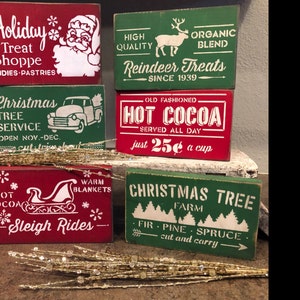 Holiday
Treat
Shoppe
DIES·PASTRIES
HIGH QUALITY
ORGANIC BLEND
Reindeer Treats
SINCE 1939
Christmas
TREE
SERVICE
OPEN NOV.-DEC.
OLD FASHIONED
HOT COCOA
SERVED ALL DAY
just 25¢ a cup
HOT COCOA
WARM BLANKETS
Sleigh Rides
CHRISTMAS TREE
FARM
FIR · PINE · SPRUCE
cut and carry